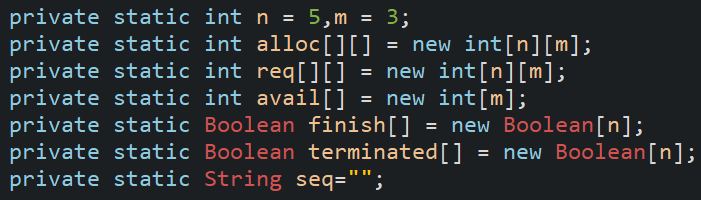 private static int n = 5,m = 3;
private static int alloc[][] = new int[n][m];
private static int req[][] = new int[n][m];
private static int avail[] = new int[m];
private static Boolean finish[] = new Boolean[n];
private static Boolean terminated[] = new Boolean[n];
private static String seq="";